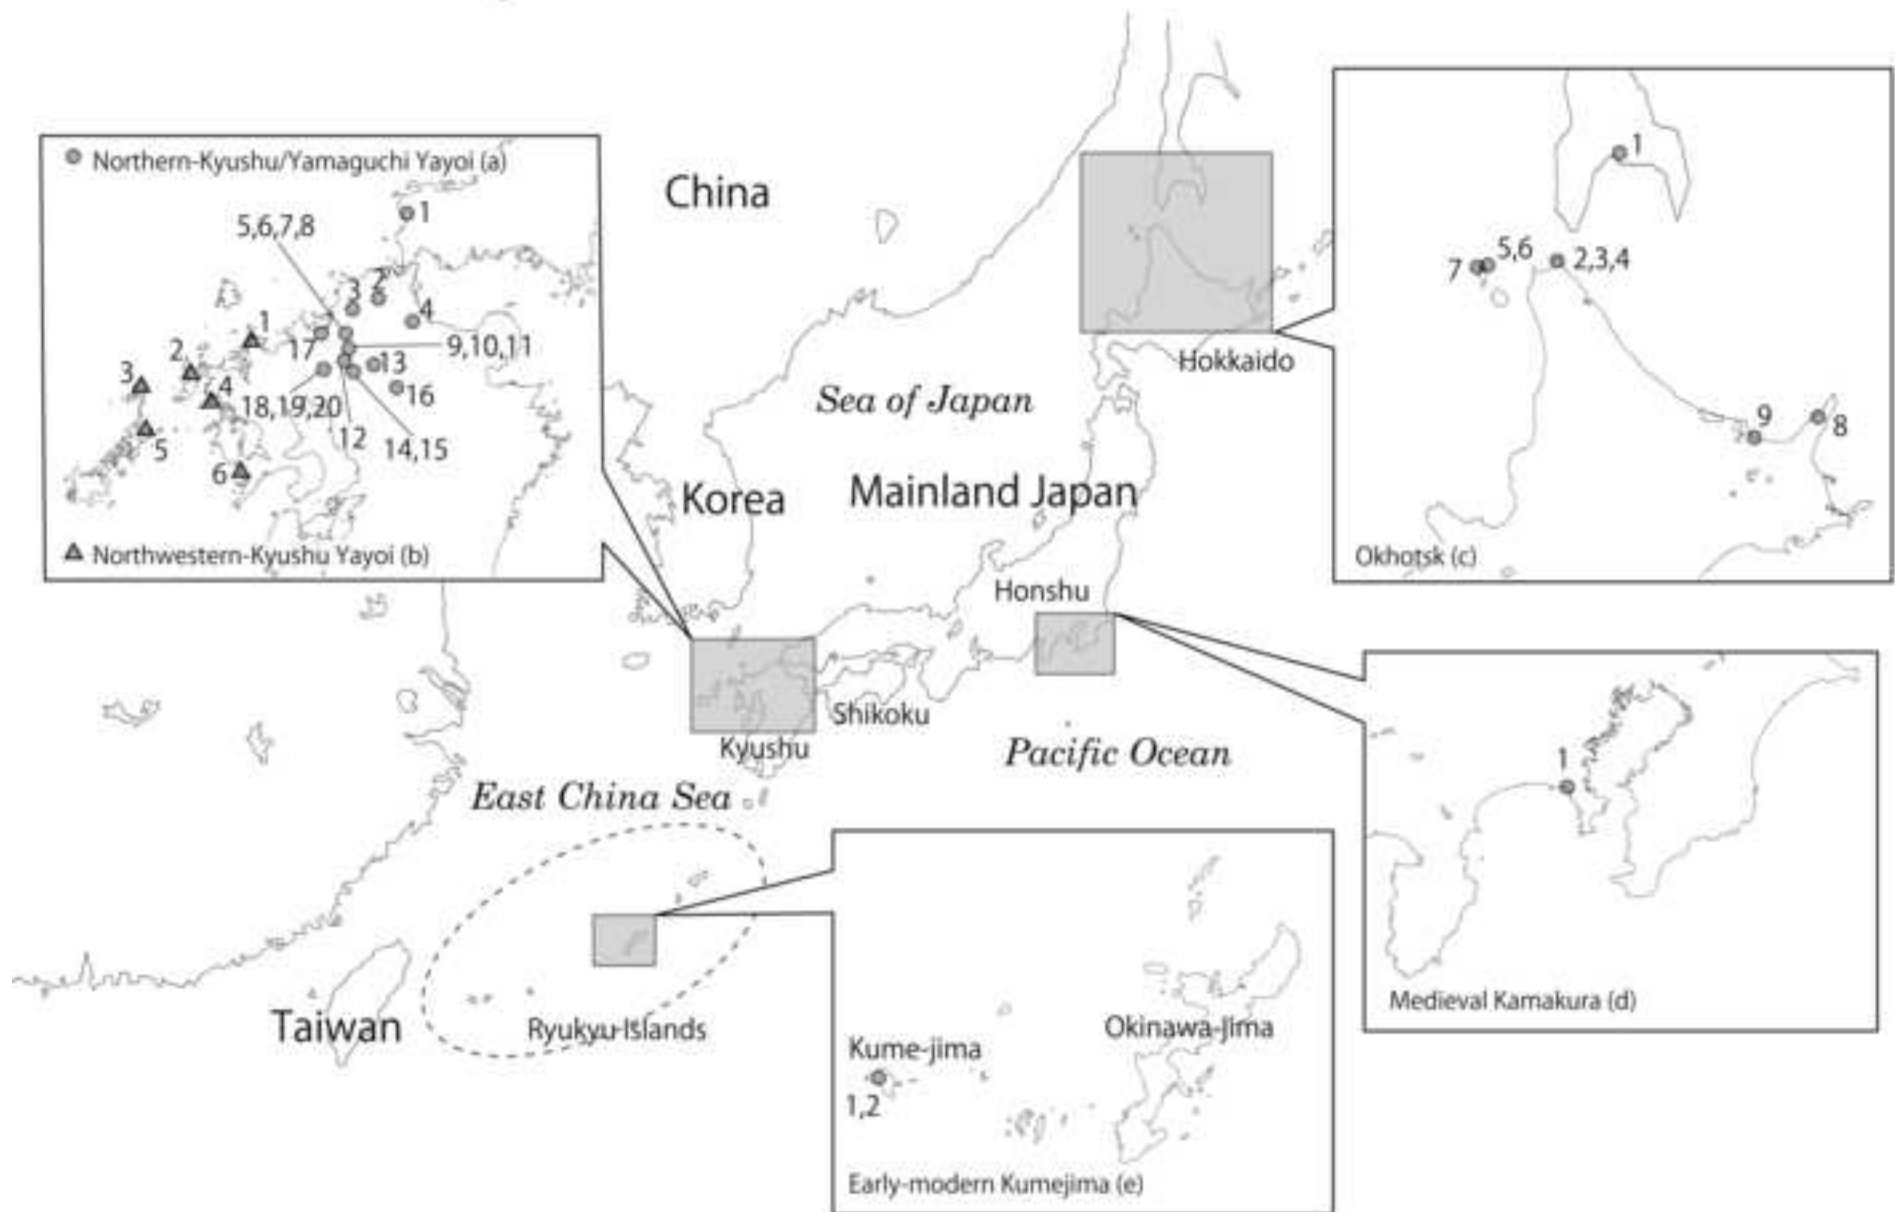 China
Korea
Sea of Japan
Mainland Japan
Hokkaido
Honshu
Shikoku
Kyushu
Pacific Ocean
East China Sea
Taiwan
Ryukyu-Islands
Northern-Kyushu/Yamaguchi Yayoi (a)
1
5,6,7,8
2
3
4
1
17
9,10,11
2
13
3
4
16
18,19,20
12
14,15
5
6
Northwestern-Kyushu Yayoi (b)
1
5,6
7
2,3,4
9
8
Okhotsk (c)
1
Medieval Kamakura (d)
Okinawa-Jima
Kume-jima
1,2
Early-modern Kumejima (e)